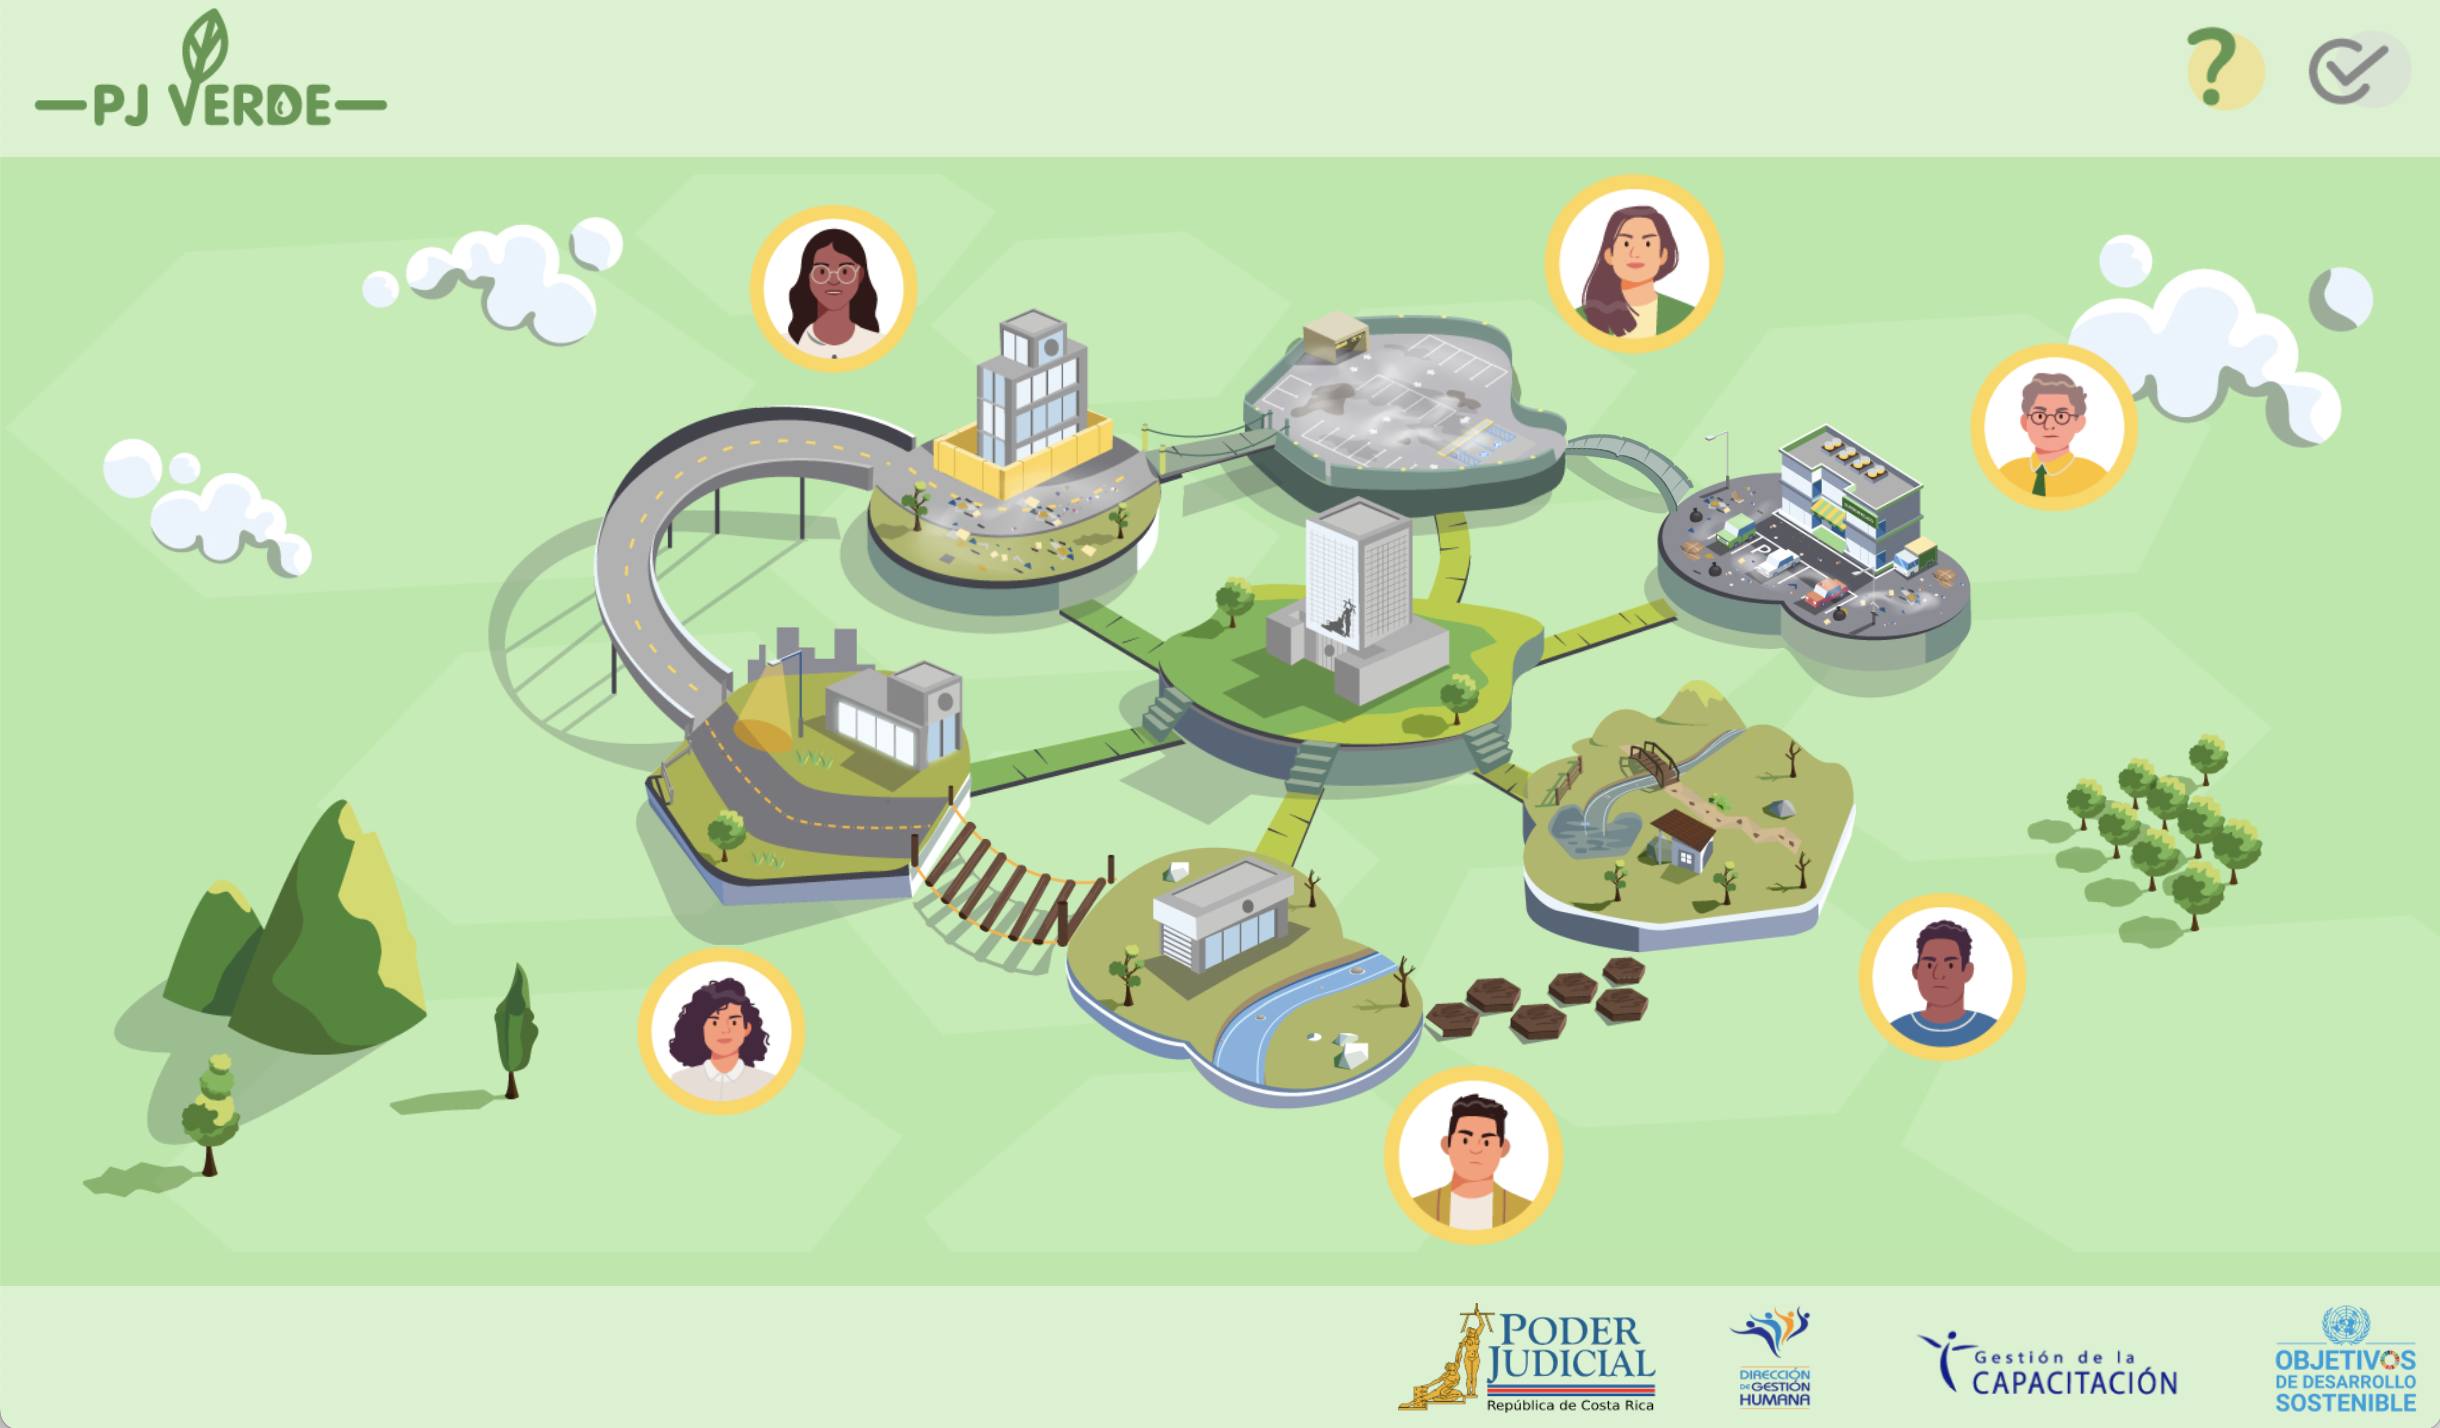 PJ VERDE
?
P
PODER
JUDICIAL
República de Costa Rica
DIRECCIÓN
DE GESTIÓN
HUMANA
Gestión de la
CAPACITACIÓN
OBJETIVOS
DE DESARROLLO
SOSTENIBLE